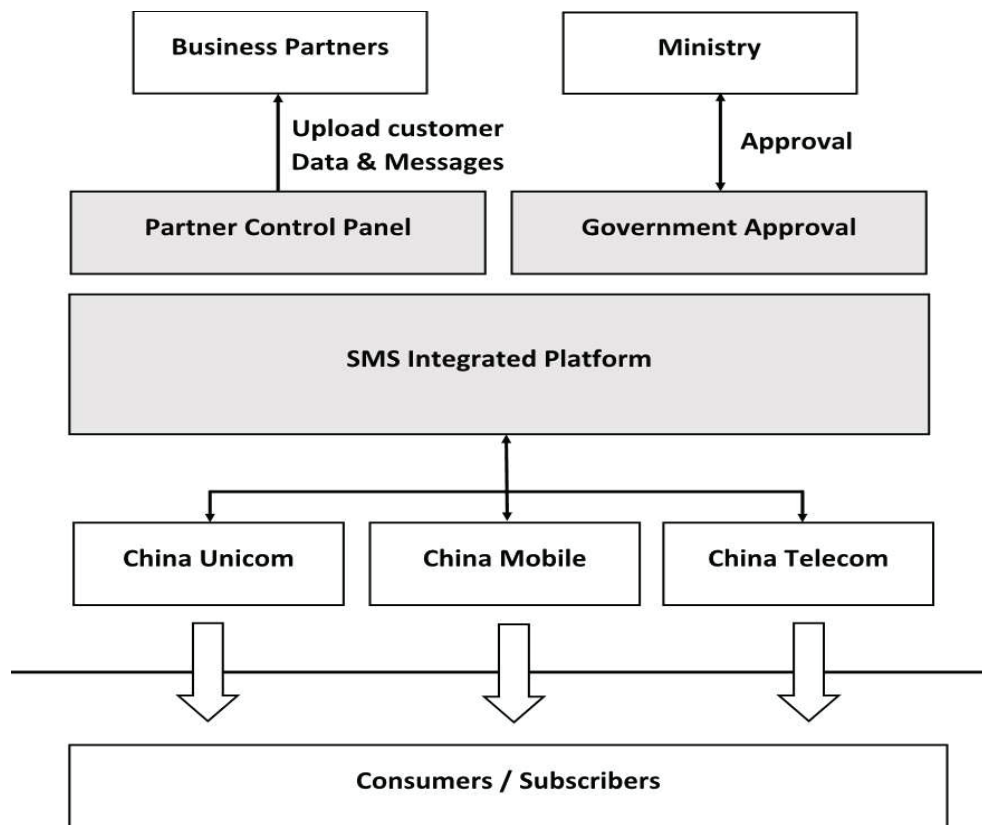 Business Partners
Ministry
Upload customer
Data & Messages
Approval
Partner Control Panel
Government Approval
SMS Integrated Platform
China Unicom
China Mobile
China Telecom
Consumers / Subscribers